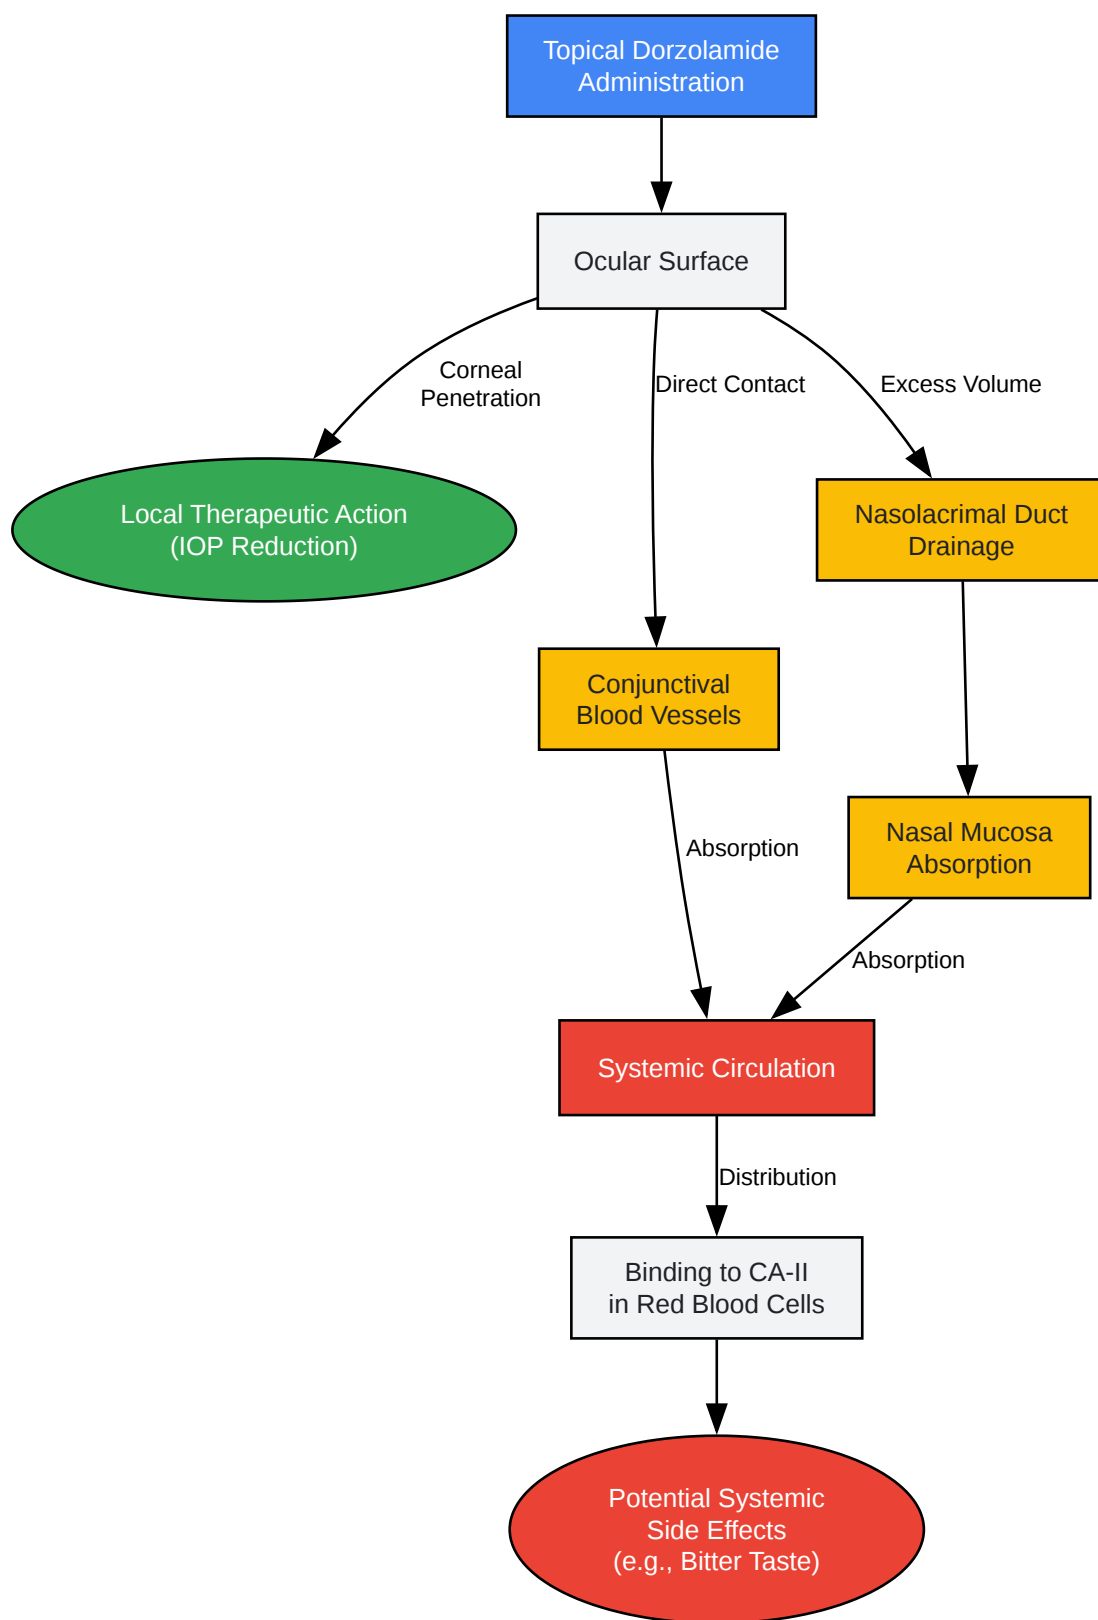 Topical Dorzolamide
Administration
Ocular Surface
Corneal
Penetration
Direct Contact
Excess Volume
Local Therapeutic Action
(IOP Reduction)
Nasolacrimal Duct
Drainage
Conjunctival
Blood Vessels
Nasal Mucosa
Absorption
Absorption
Absorption
Systemic Circulation
Distribution
Binding to CA-II
in Red Blood Cells
Potential Systemic
Side Effects
(e.g., Bitter Taste)